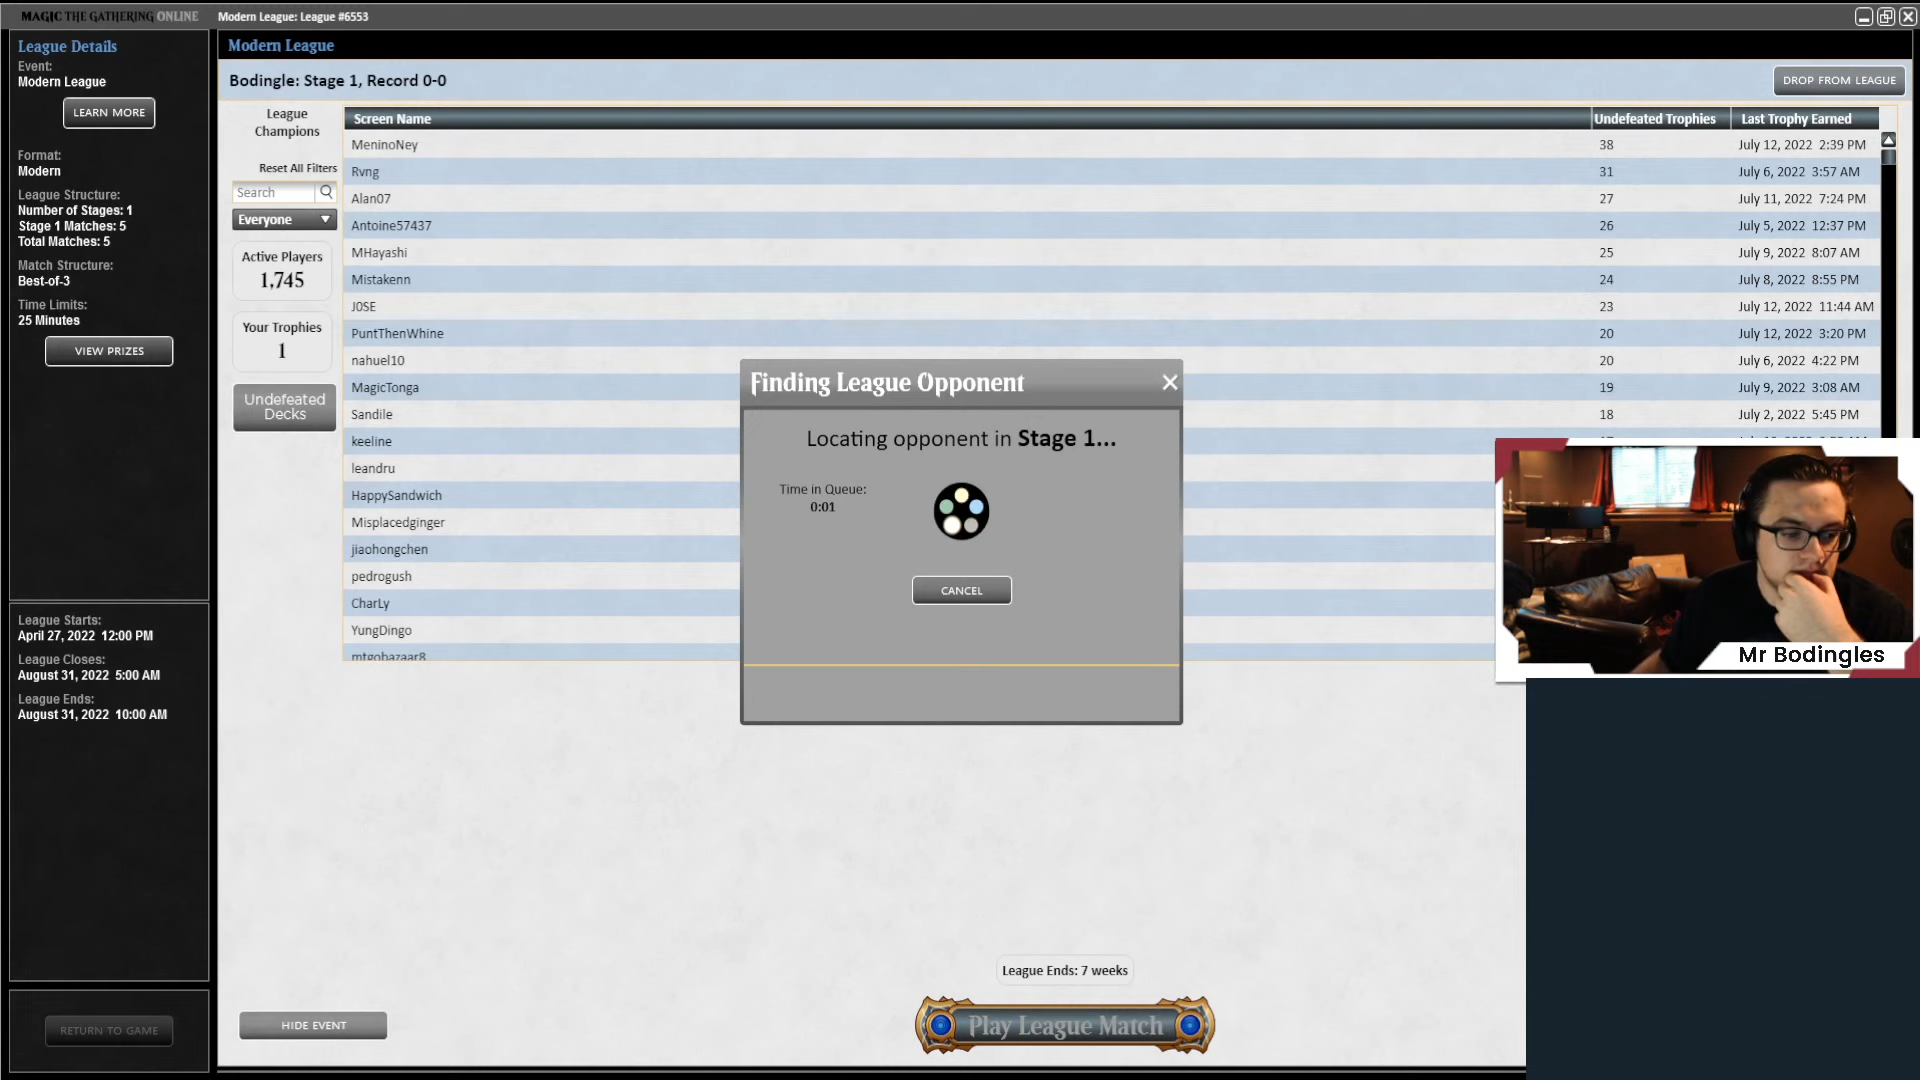 MAGIC THE GATHERING ONLINE
Modern League: League #6553
League Details
Event:
Modern League
LEARN MORE
Format:
Modern
League Structure:
Number of Stages: 1
Stage 1 Matches: 5
Total Matches: 5
Match Structure:
Best-of-3
Time Limits:
25 Minutes
VIEW PRIZES
League Starts:
April 27, 2022 12:00 PM
League Closes:
August 31, 2022 5:00 AM
League Ends:
August 31, 2022 10:00 AM
RETURN TO GAME
Modern League
Bodingle: Stage 1, Record 0-0
DROP FROM LEAGUE
League
Champions
Reset All Filters
Search
Everyone
Active Players
1,745
Your Trophies
1
Undefeated
Decks
Screen Name Undefeated Trophies Last Trophy Earned
MeninoNey 38 July 12, 2022 2:39 PM
Rvng 31 July 6, 2022 3:57 AM
Alan07 27 July 11, 2022 7:24 PM
Antoine57437 26 July 5, 2022 12:37 PM
MHayashi 25 July 9, 2022 8:07 AM
Mistakenn 24 July 8, 2022 8:55 PM
J0SE 23 July 12, 2022 11:44 AM
PuntThenWhine 20 July 12, 2022 3:20 PM
nahuel10 20 July 6, 2022 4:22 PM
MagicTonga 19 July 9, 2022 3:08 AM
Sandile 18 July 2, 2022 5:45 PM
keeline
leandru
HappySandwich
Misplacedginger
jiaohongchen
pedrogush
CharLy
YungDingo
mtgobazaar8
Finding League Opponent
Locating opponent in Stage 1...
Time in Queue:
0:01
CANCEL
Mr Bodingles
League Ends: 7 weeks
HIDE EVENT
Play League Match